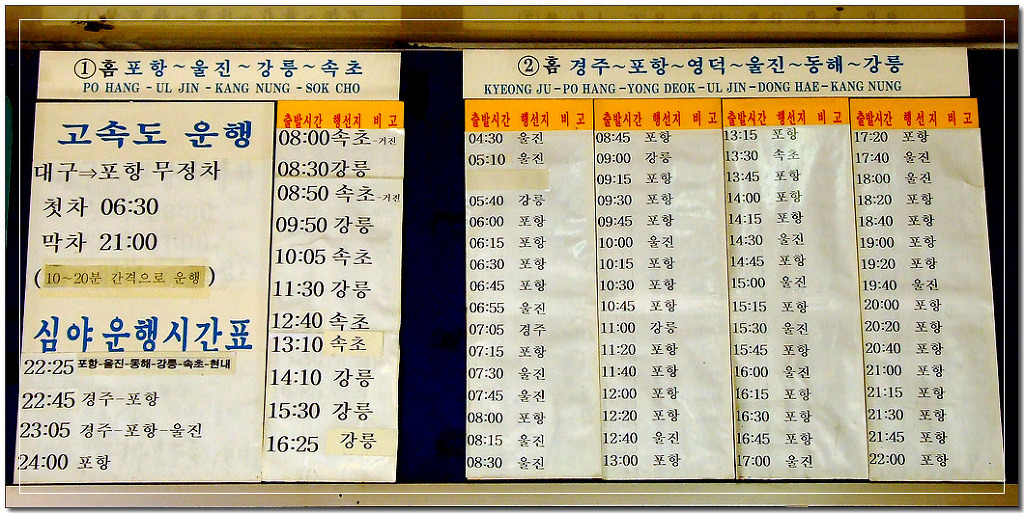 ①홈 포항~울진~강릉~속초
PO HANG - UL JIN - KANG NUNG - SOK CHO
고속도 운행
대구⇒포항 무정차
첫차 06:30
막차 21:00
(10~20분 간격으로 운행)
심야 운행시간표
22:25 포항-울진-동해-강릉-속초-현내
22:45 경주-포항
23:05 경주-포항-울진
24:00 포항
출발시간 행선지 비고
08:00 속초-거진
08:30 강릉
08:50 속초-거진
09:50 강릉
10:05 속초
11:30 강릉
12:40 속초
13:10 속초
14:10 강릉
15:30 강릉
16:25 강릉
②홈 경주~포항~영덕~울진~동해~강릉
KYEONG JU-PO HANG-YONG DEOK-UL JIN-DONG HAE-KANG NUNG
출발시간 행선지 비고
04:30 울진
05:10 울진
05:40 강릉
06:00 포항
06:15 포항
06:30 포항
06:45 포항
06:55 울진
07:05 경주
07:15 포항
07:30 울진
07:45 울진
08:00 포항
08:15 울진
08:30 울진
출발시간 행선지 비고
08:45 포항
09:00 강릉
09:15 포항
09:30 포항
09:45 포항
10:00 울진
10:15 포항
10:30 포항
10:45 포항
11:00 강릉
11:20 포항
11:40 포항
12:00 포항
12:20 포항
12:40 울진
13:00 포항
출발시간 행선지 비고
13:15 포항
13:30 속초
13:45 포항
14:00 포항
14:15 포항
14:30 울진
14:45 포항
15:00 울진
15:15 포항
15:30 울진
15:45 포항
16:00 울진
16:15 포항
16:30 포항
16:45 포항
17:00 울진
출발시간 행선지 비고
17:20 포항
17:40 울진
18:00 울진
18:20 포항
18:40 포항
19:00 포항
19:20 포항
19:40 울진
20:00 포항
20:20 포항
20:40 포항
21:00 포항
21:15 포항
21:30 포항
21:45 포항
22:00 포항